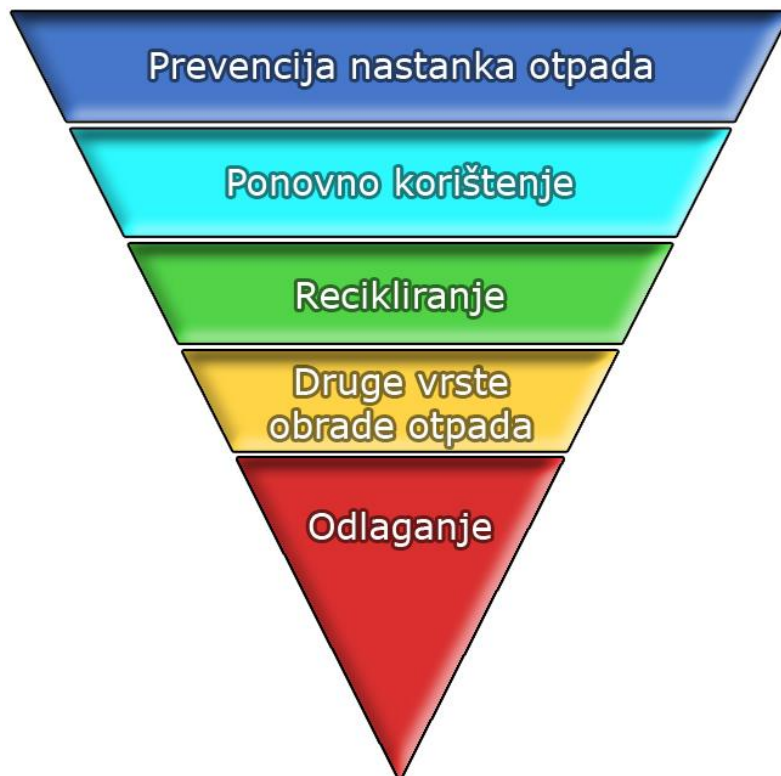 Prevencija nastanka otpada
Ponovno korištenje
Recikliranje
Druge vrste
obrade otpada
Odlaganje